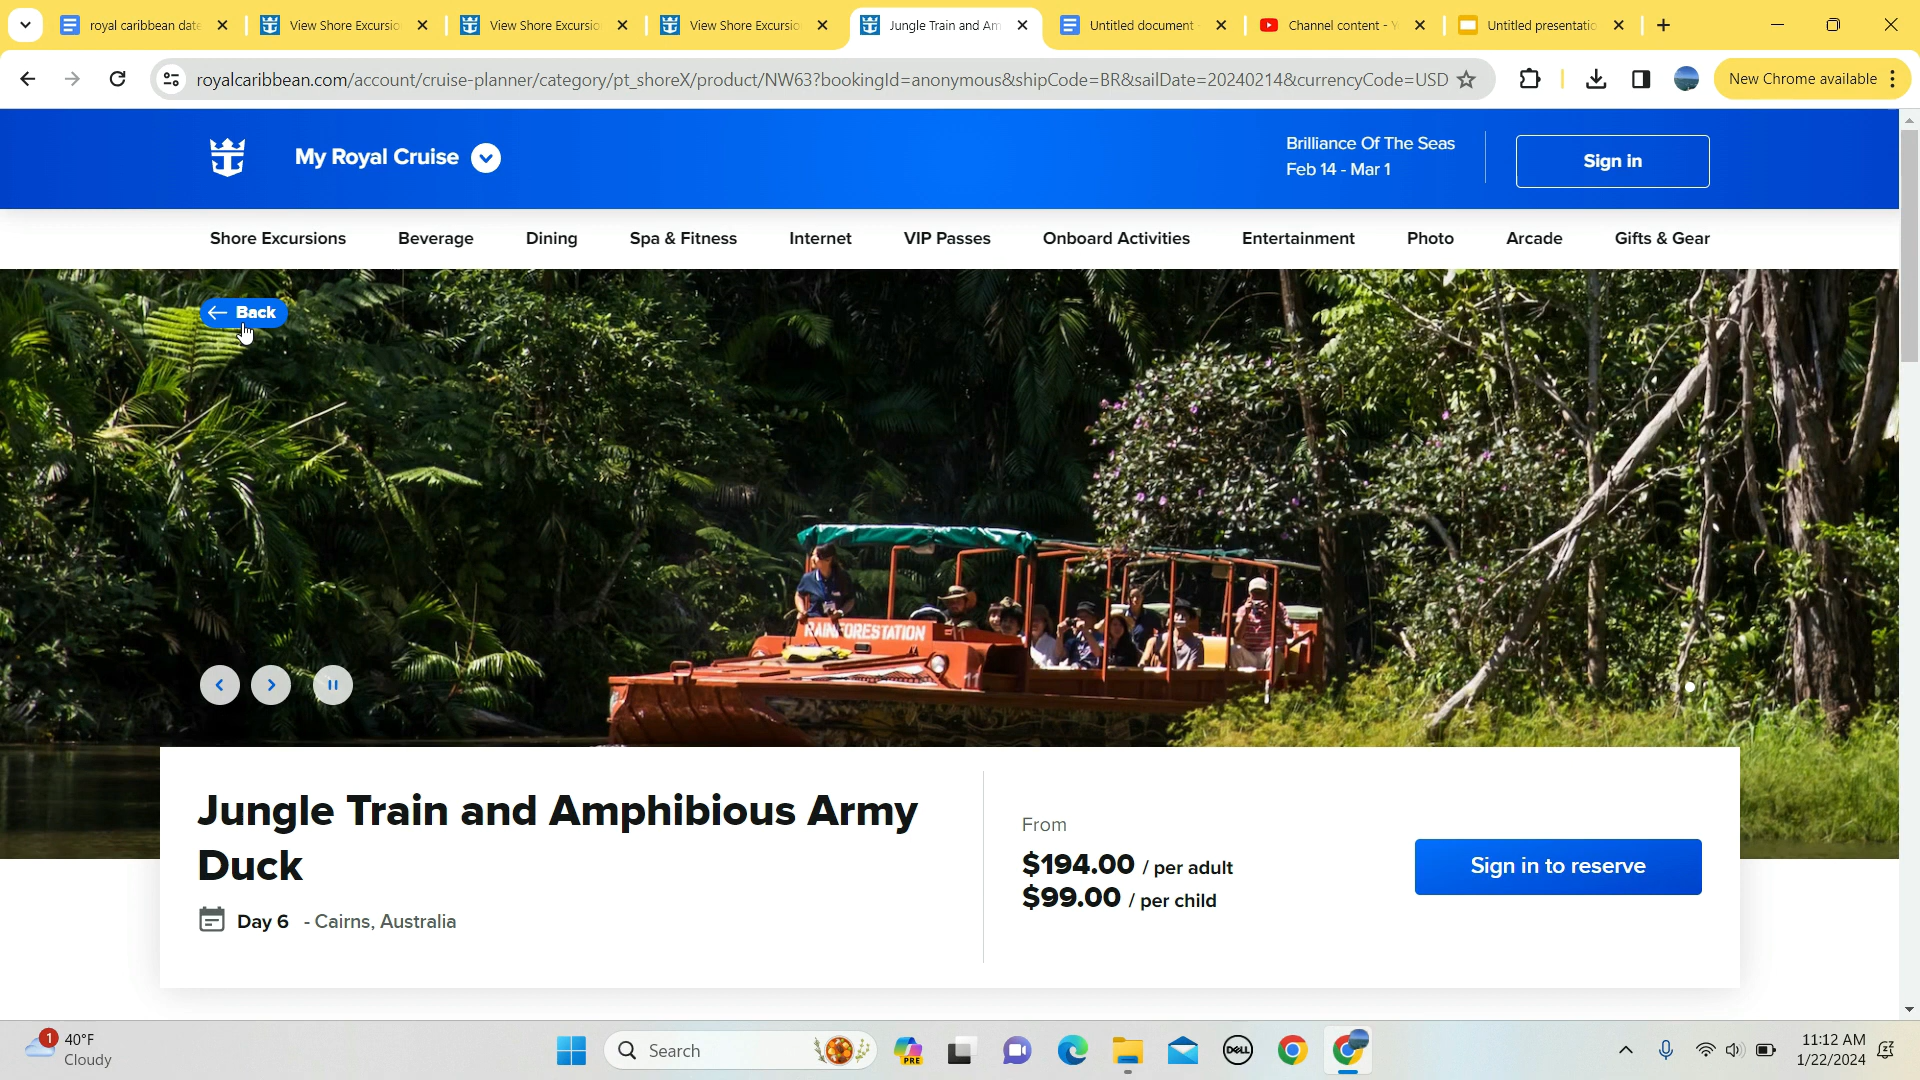 royal caribbean date
View Shore Excursio
View Shore Excursio
View Shore Excursio
Jungle Train and Am
Untitled document
Channel content - Y
Untitled presentatio
royalcaribbean.com/account/cruise-planner/category/pt_shoreX/product/NW63?bookingId=anonymous&shipCode=BR&sailDate=20240214&currencyCode=USD
New Chrome available
My Royal Cruise
Brilliance Of The Seas
Feb 14 - Mar 1
Sign in
Shore Excursions
Beverage
Dining
Spa & Fitness
Internet
VIP Passes
Onboard Activities
Entertainment
Photo
Arcade
Gifts & Gear
Back
RAINFORESTATION
Jungle Train and Amphibious Army
Duck
Day 6 - Cairns, Australia
From
$194.00 / per adult
$99.00 / per child
Sign in to reserve
1
40°F
Cloudy
Search
PRE
DELL
11:12 AM
1/22/2024